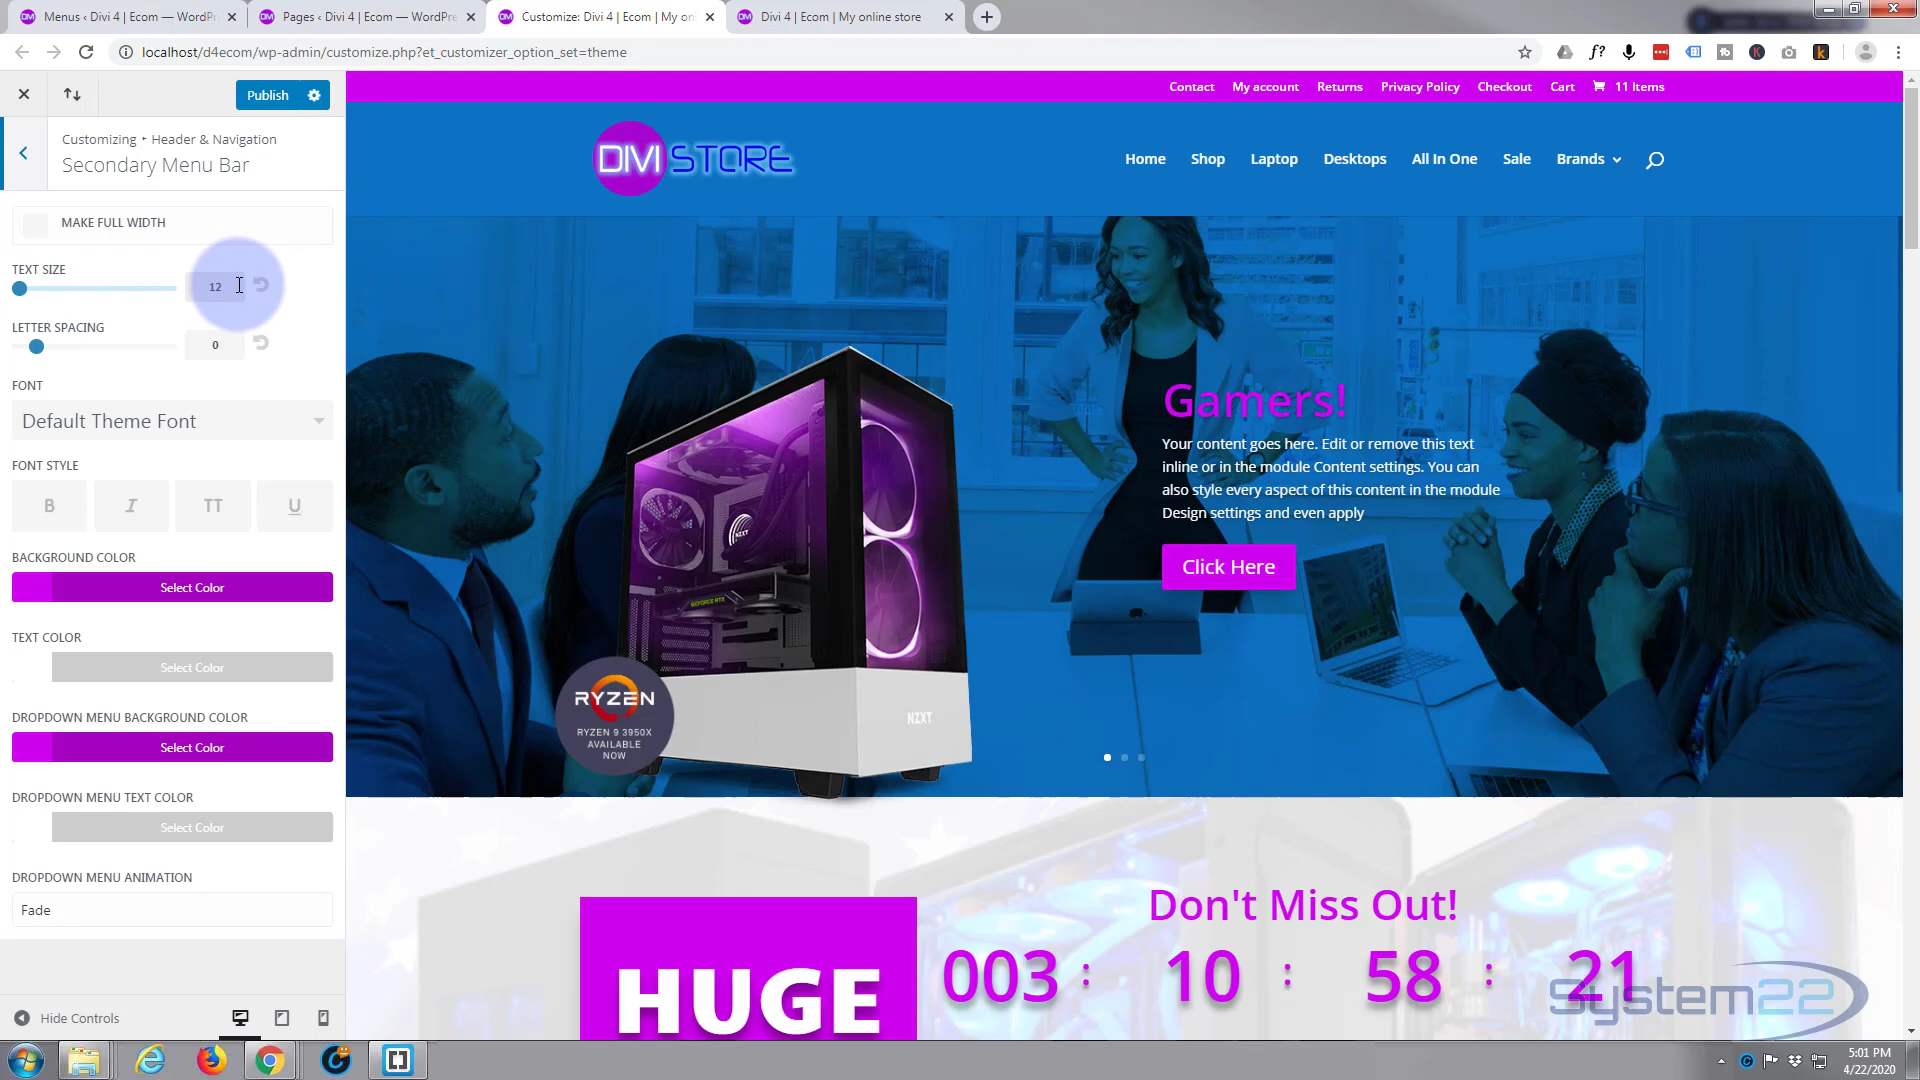 Menus ‹ Divi 4 | Ecom — WordPr
Pages ‹ Divi 4 | Ecom — WordPre
Customize: Divi 4 | Ecom | My onl
Divi 4 | Ecom | My online store
localhost/d4ecom/wp-admin/customize.php?et_customizer_option_set=theme
Publish
Customizing ‣ Header & Navigation
Secondary Menu Bar
MAKE FULL WIDTH
TEXT SIZE
12
LETTER SPACING
0
FONT
Default Theme Font
FONT STYLE
B I TT U
BACKGROUND COLOR
Select Color
TEXT COLOR
Select Color
DROPDOWN MENU BACKGROUND COLOR
Select Color
DROPDOWN MENU TEXT COLOR
Select Color
DROPDOWN MENU ANIMATION
Fade
Hide Controls
Contact My account Returns Privacy Policy Checkout Cart 11 Items
DIVI STORE
Home Shop Laptop Desktops All In One Sale Brands
Gamers!
Your content goes here. Edit or remove this text
inline or in the module Content settings. You can
also style every aspect of this content in the module
Design settings and even apply
Click Here
NZXT
GEFORCE RTX
NZXT
RYZEN
RYZEN 9 3950X
AVAILABLE
NOW
Don't Miss Out!
003 : 10 : 58 : 21
HUGE
System22
5:01 PM
4/22/2020